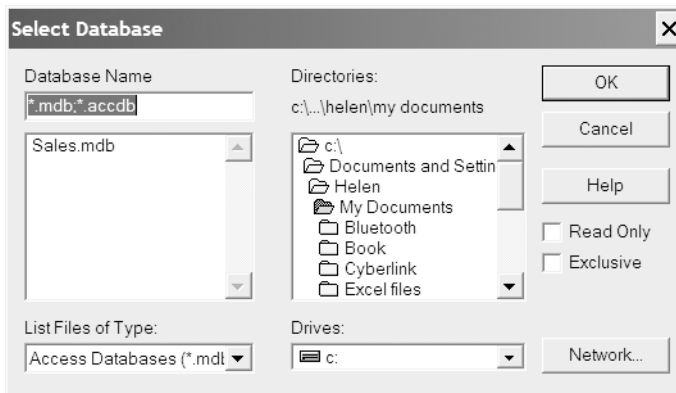 Select Database
Database Name
*.mdb;*.accdb
Sales.mdb
List Files of Type:
Access Databases (*.mdb
Directories:
c:\...\helen\my documents
c:\
Documents and Settin
Helen
My Documents
Bluetooth
Book
Cyberlink
Excel files
Drives:
c:
OK
Cancel
Help
Read Only
Exclusive
Network...